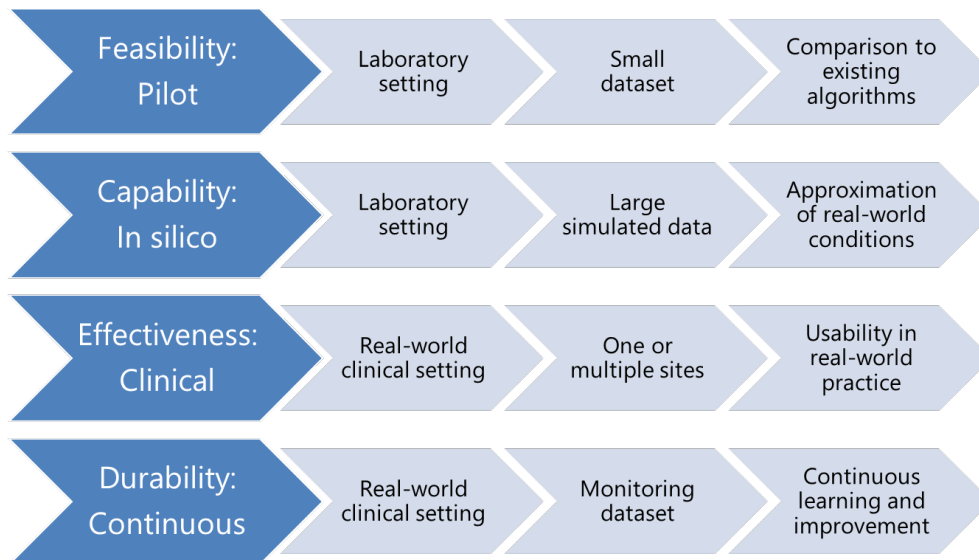 Feasibility:
Pilot
Laboratory
setting
Small
dataset
Comparison to
existing
algorithms
Capability:
In silico
Laboratory
setting
Large
simulated data
Approximation
of real-world
conditions
Effectiveness:
Clinical
Real-world
clinical setting
One or
multiple sites
Usability in
real-world
practice
Durability:
Continuous
Real-world
clinical setting
Monitoring
dataset
Continuous
learning and
improvement